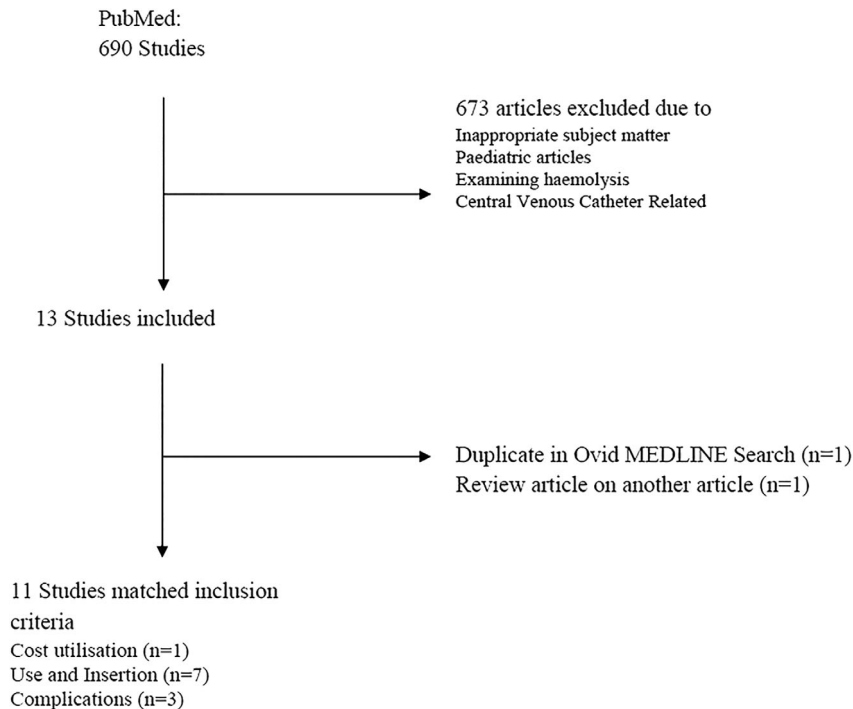 PubMed:
690 Studies
673 articles excluded due to
Inappropriate subject matter
Paediatric articles
Examining haemolysis
Central Venous Catheter Related
13 Studies included
Duplicate in Ovid MEDLINE Search (n=1)
Review article on another article (n=1)
11 Studies matched inclusion
criteria
Cost utilisation (n=1)
Use and Insertion (n=7)
Complications (n=3)